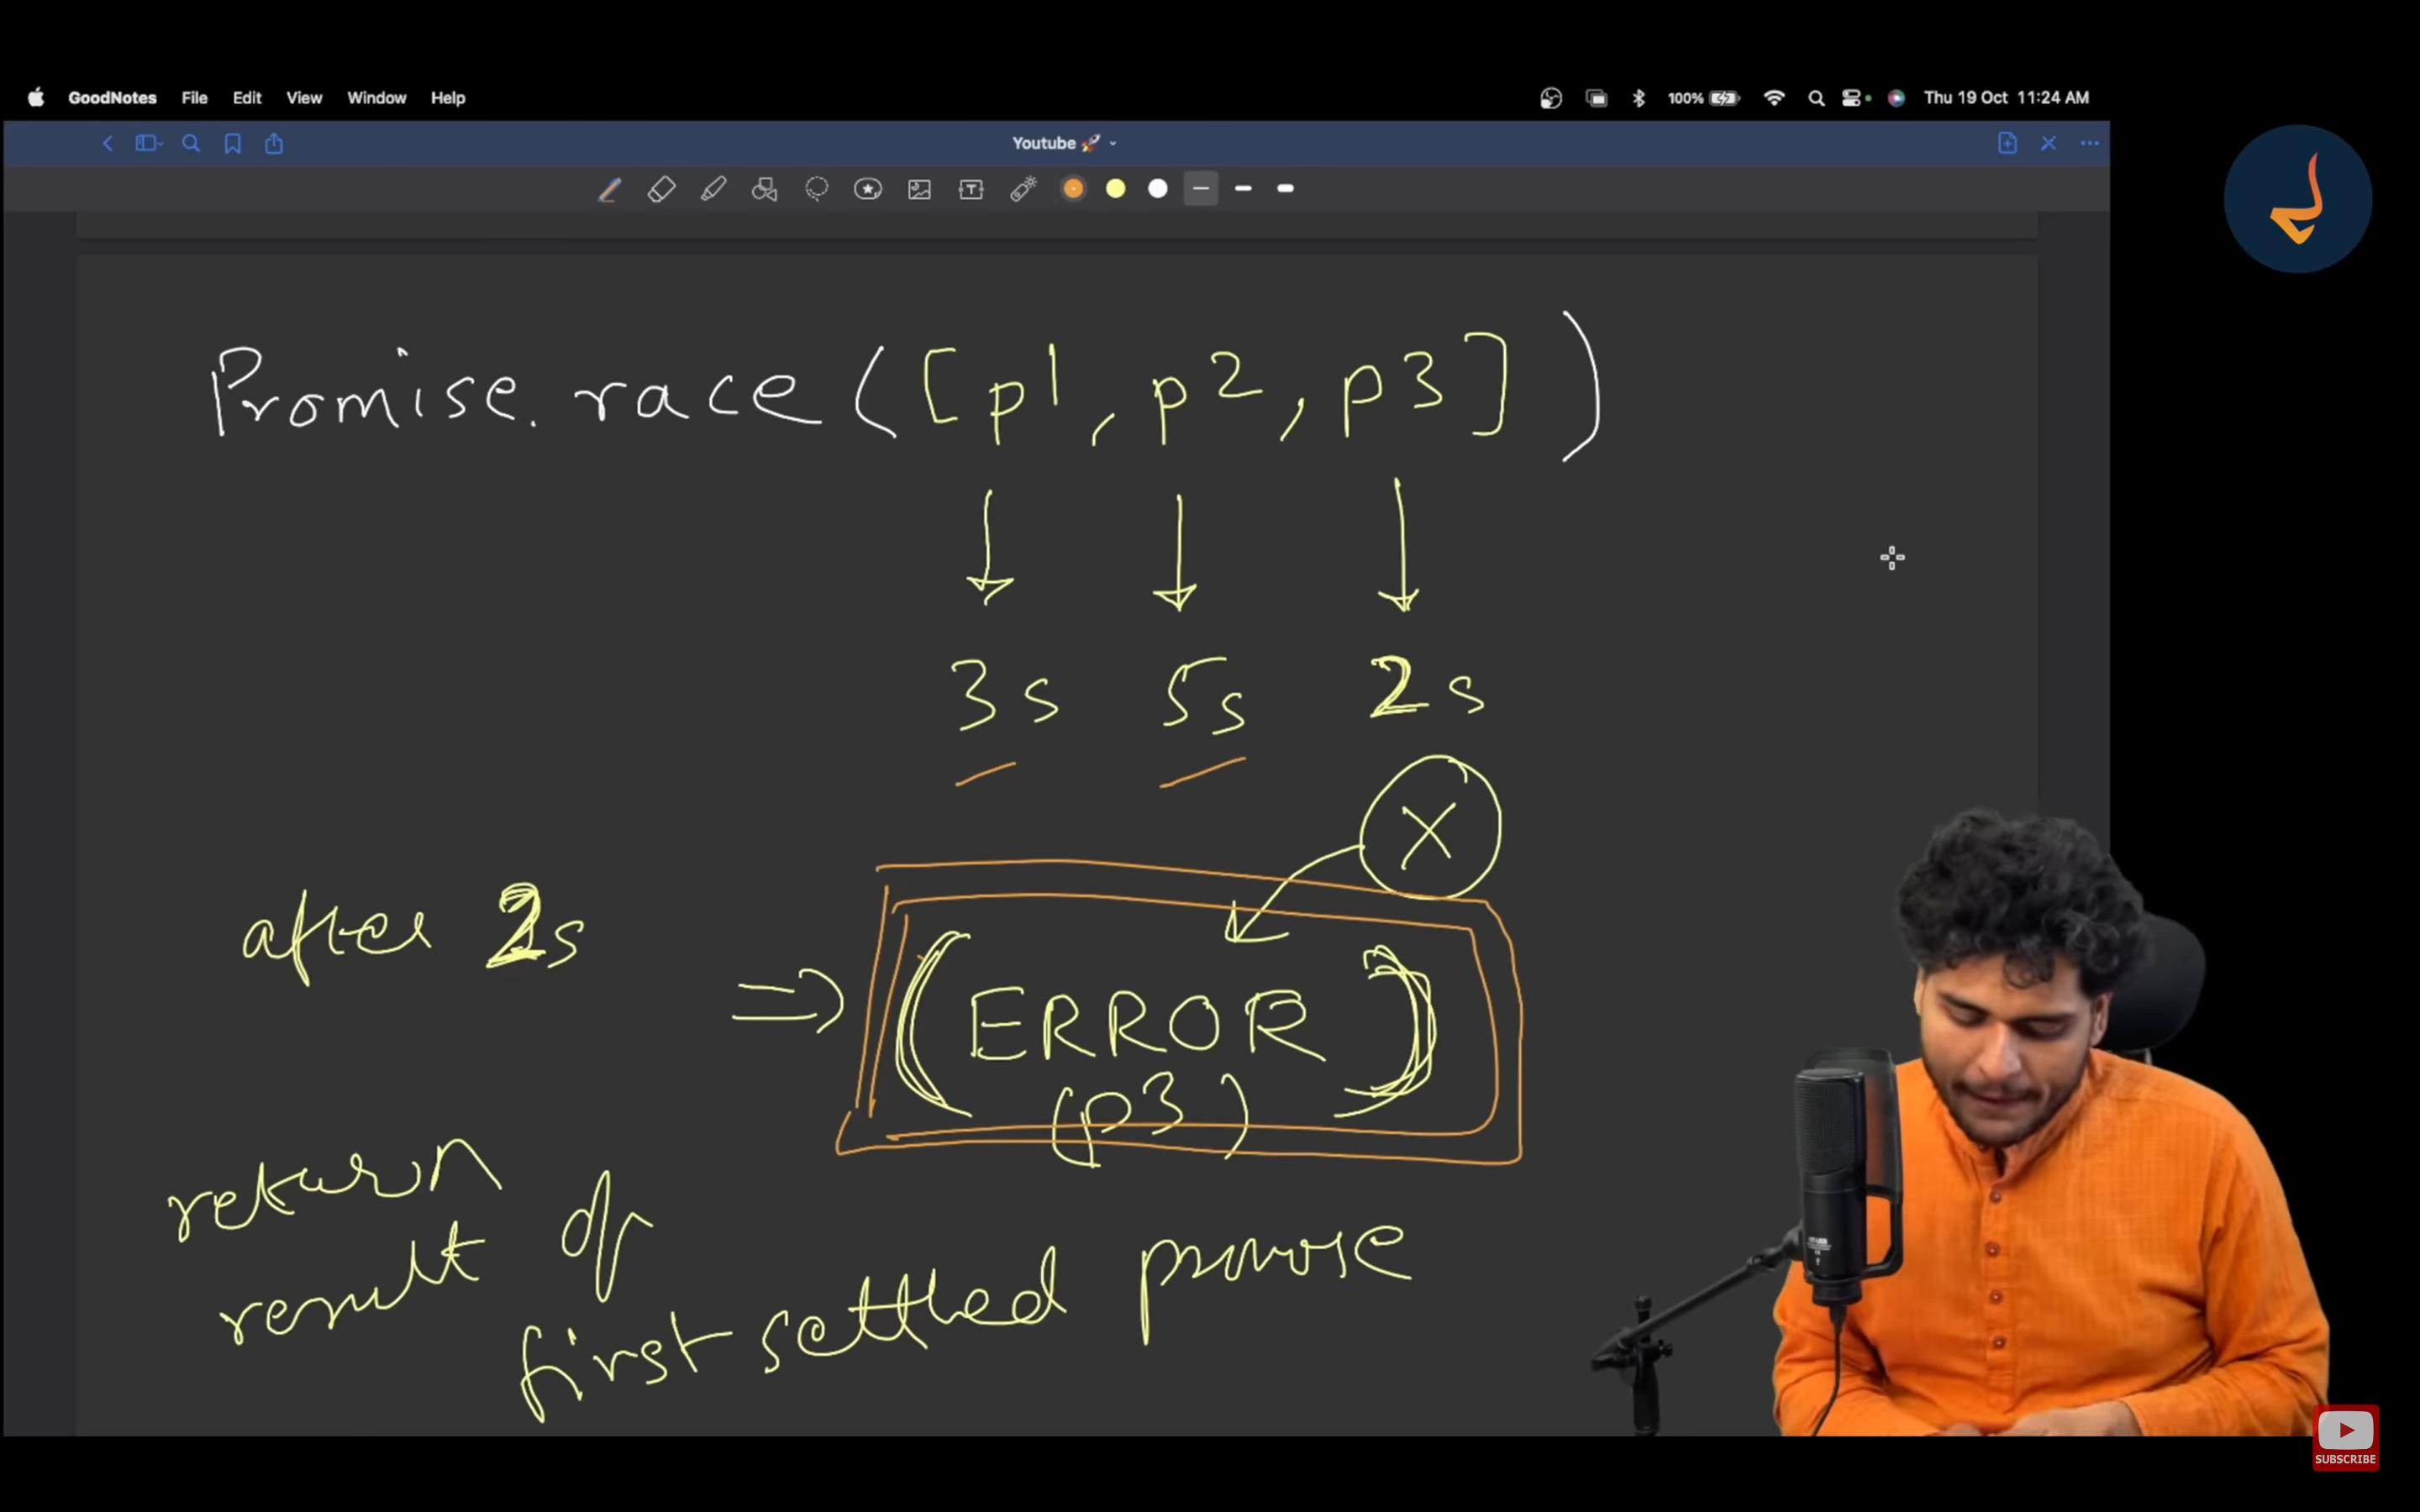 GoodNotes File Edit View Window Help 100% Thu 19 Oct 11:24 AM
Youtube 🚀
T
Promise.race([p1, p2, p3])
3s 5s 2s
X
after 2s
=> (ERROR)
(p3)
return
result of
first settled promise
SUBSCRIBE